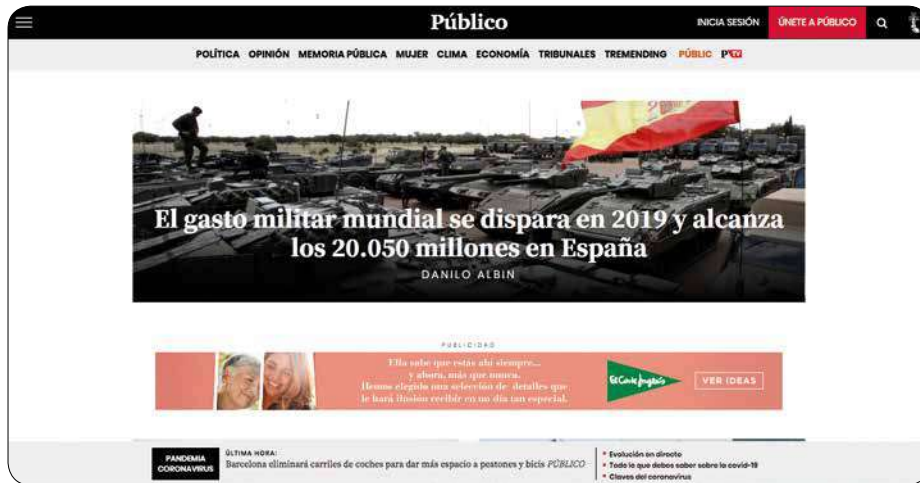 Público
INICIA SESIÓN
ÚNETE A PÚBLICO
POLÍTICA OPINIÓN MEMORIA PÚBLICA MUJER CLIMA ECONOMÍA TRIBUNALES TREMENDING PÚBLIC PTV
El gasto militar mundial se dispara en 2019 y alcanza
los 20.050 millones en España
DANILO ALBIN
PUBLICIDAD
Ella sabe que estás ahí siempre...
y ahora, más que nunca.
Hemos elegido una selección de detalles que
le hará ilusión recibir en un día tan especial.
El Corte Inglés
VER IDEAS
PANDEMIA
CORONAVIRUS
ÚLTIMA HORA:
Barcelona eliminará carriles de coches para dar más espacio a peatones y bicis PÚBLICO
• Evolución en directo
• Todo lo que debes saber sobre la covid-19
• Claves del coronavirus